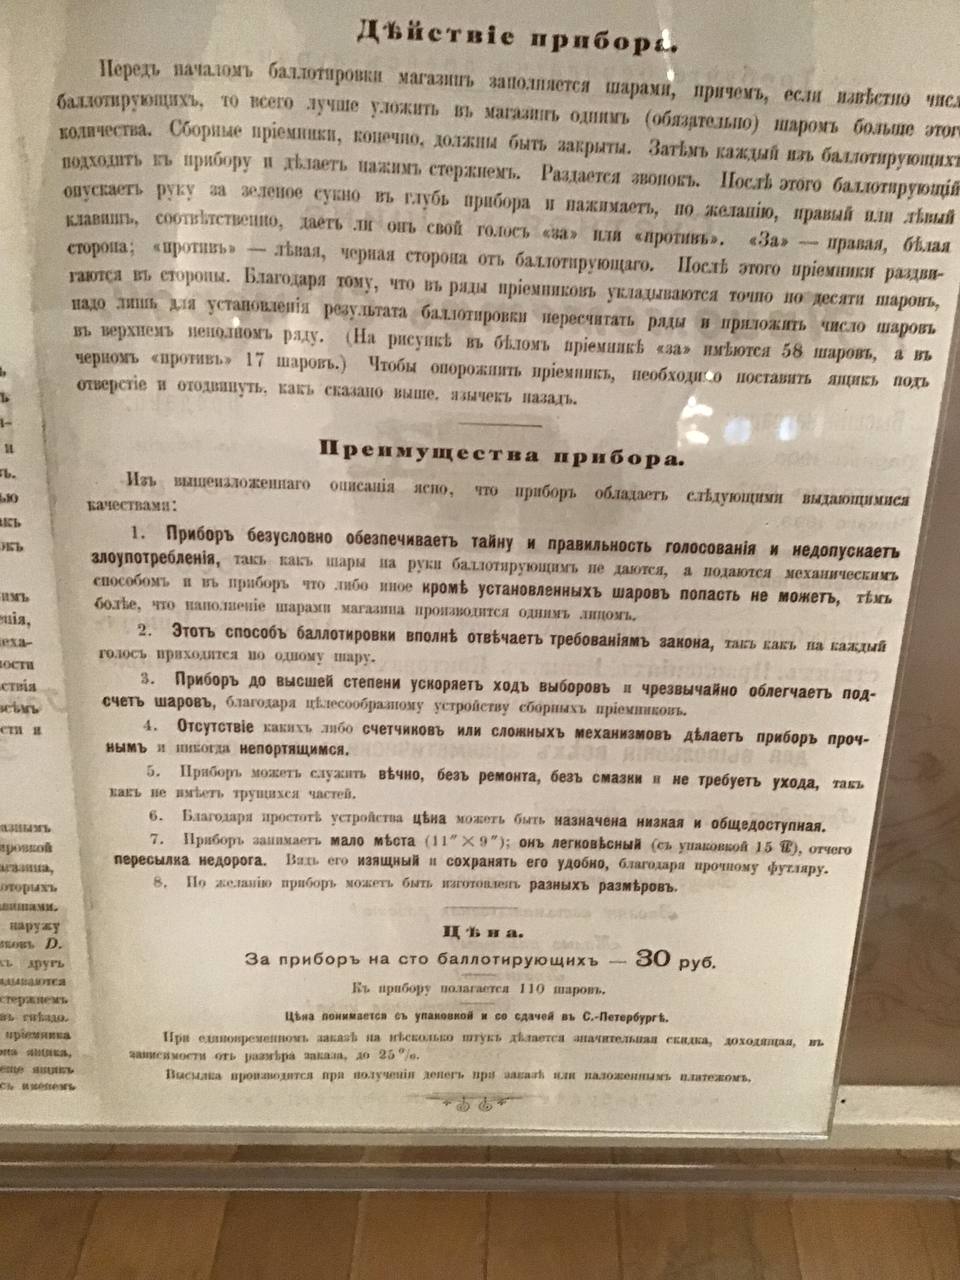 Дѣйствіе прибора.
Передъ началомъ баллотировки магазинъ заполняется шарами, причемъ, если извѣстно
баллотирующихъ, то всего лучше уложить въ магазинъ однимъ (обязательно) шаромъ больше этого
количества. Сборные пріемники, конечно, должны быть закрыты. Затѣмъ каждый изъ баллотирующихъ
подходитъ къ прибору и дѣлаетъ нажимъ стержнемъ. Раздается звонокъ. Послѣ этого баллотирующій
опускаетъ руку за зеленое сукно въ глубь прибора и нажимаетъ, по желанію, правый или лѣвый
клавишъ, соотвѣтственно, даетъ ли онъ свой голосъ «за» или «противъ». «За» — правая, бѣлая
сторона; «противъ» — лѣвая, черная сторона отъ баллотирующаго. Послѣ этого пріемники раздви-
гаются въ стороны. Благодаря тому, что въ ряды пріемниковъ укладываются точно по десяти шаровъ,
надо лишь для установленія результата баллотировки пересчитать ряды и приложить число шаровъ
въ верхнемъ неполномъ ряду. (На рисункѣ въ бѣломъ пріемникѣ «за» имѣются 58 шаровъ, а въ
черномъ «противъ» 17 шаровъ.) Чтобы опорожнить пріемникъ, необходимо поставить ящикъ подъ
отверстіе и отодвинуть, какъ сказано выше, язычекъ назадъ.
Преимущества прибора.
Изъ вышеизложеннаго описанія ясно, что приборъ обладаетъ слѣдующими выдающимися
качествами:
1. Приборъ безусловно обезпечиваетъ тайну и правильность голосованія и недопускаетъ
злоупотребленія, такъ какъ шары на руки баллотирующимъ не даются, а подаются механическимъ
способомъ и въ приборъ что либо иное кромѣ установленныхъ шаровъ попасть не можетъ, тѣмъ
болѣе, что наполненіе шарами магазина производится однимъ лицомъ.
2. Этотъ способъ баллотировки вполнѣ отвѣчаетъ требованіямъ закона, такъ какъ на каждый
голосъ приходится по одному шару.
3. Приборъ до высшей степени ускоряетъ ходъ выборовъ и чрезвычайно облегчаетъ под-
счетъ шаровъ, благодаря цѣлесообразному устройству сборныхъ пріемниковъ.
4. Отсутствіе какихъ либо счетчиковъ или сложныхъ механизмовъ дѣлаетъ приборъ проч-
нымъ и никогда непортящимся.
5. Приборъ можетъ служить вѣчно, безъ ремонта, безъ смазки и не требуетъ ухода, такъ
какъ не имѣетъ трущихся частей.
6. Благодаря простотѣ устройства цѣна можетъ быть назначена низкая и общедоступная.
7. Приборъ занимаетъ мало мѣста (11″ × 9″); онъ легковѣсный (съ упаковкой 15 ℔), отчего
пересылка недорога. Видъ его изящный и сохранять его удобно, благодаря прочному футляру.
8. По желанію приборъ можетъ быть изготовленъ разныхъ размѣровъ.
Цѣна.
За приборъ на сто баллотирующихъ — 30 руб.
Къ прибору полагается 110 шаровъ.
Цѣна понимается съ упаковкой и со сдачей въ С.-Петербургѣ.
При единовременномъ заказѣ на нѣсколько штукъ дѣлается значительная скидка, доходящая, въ
зависимости отъ размѣра заказа, до 25%.
Высылка производится при полученіи денегъ при заказѣ или наложеннымъ платежомъ.